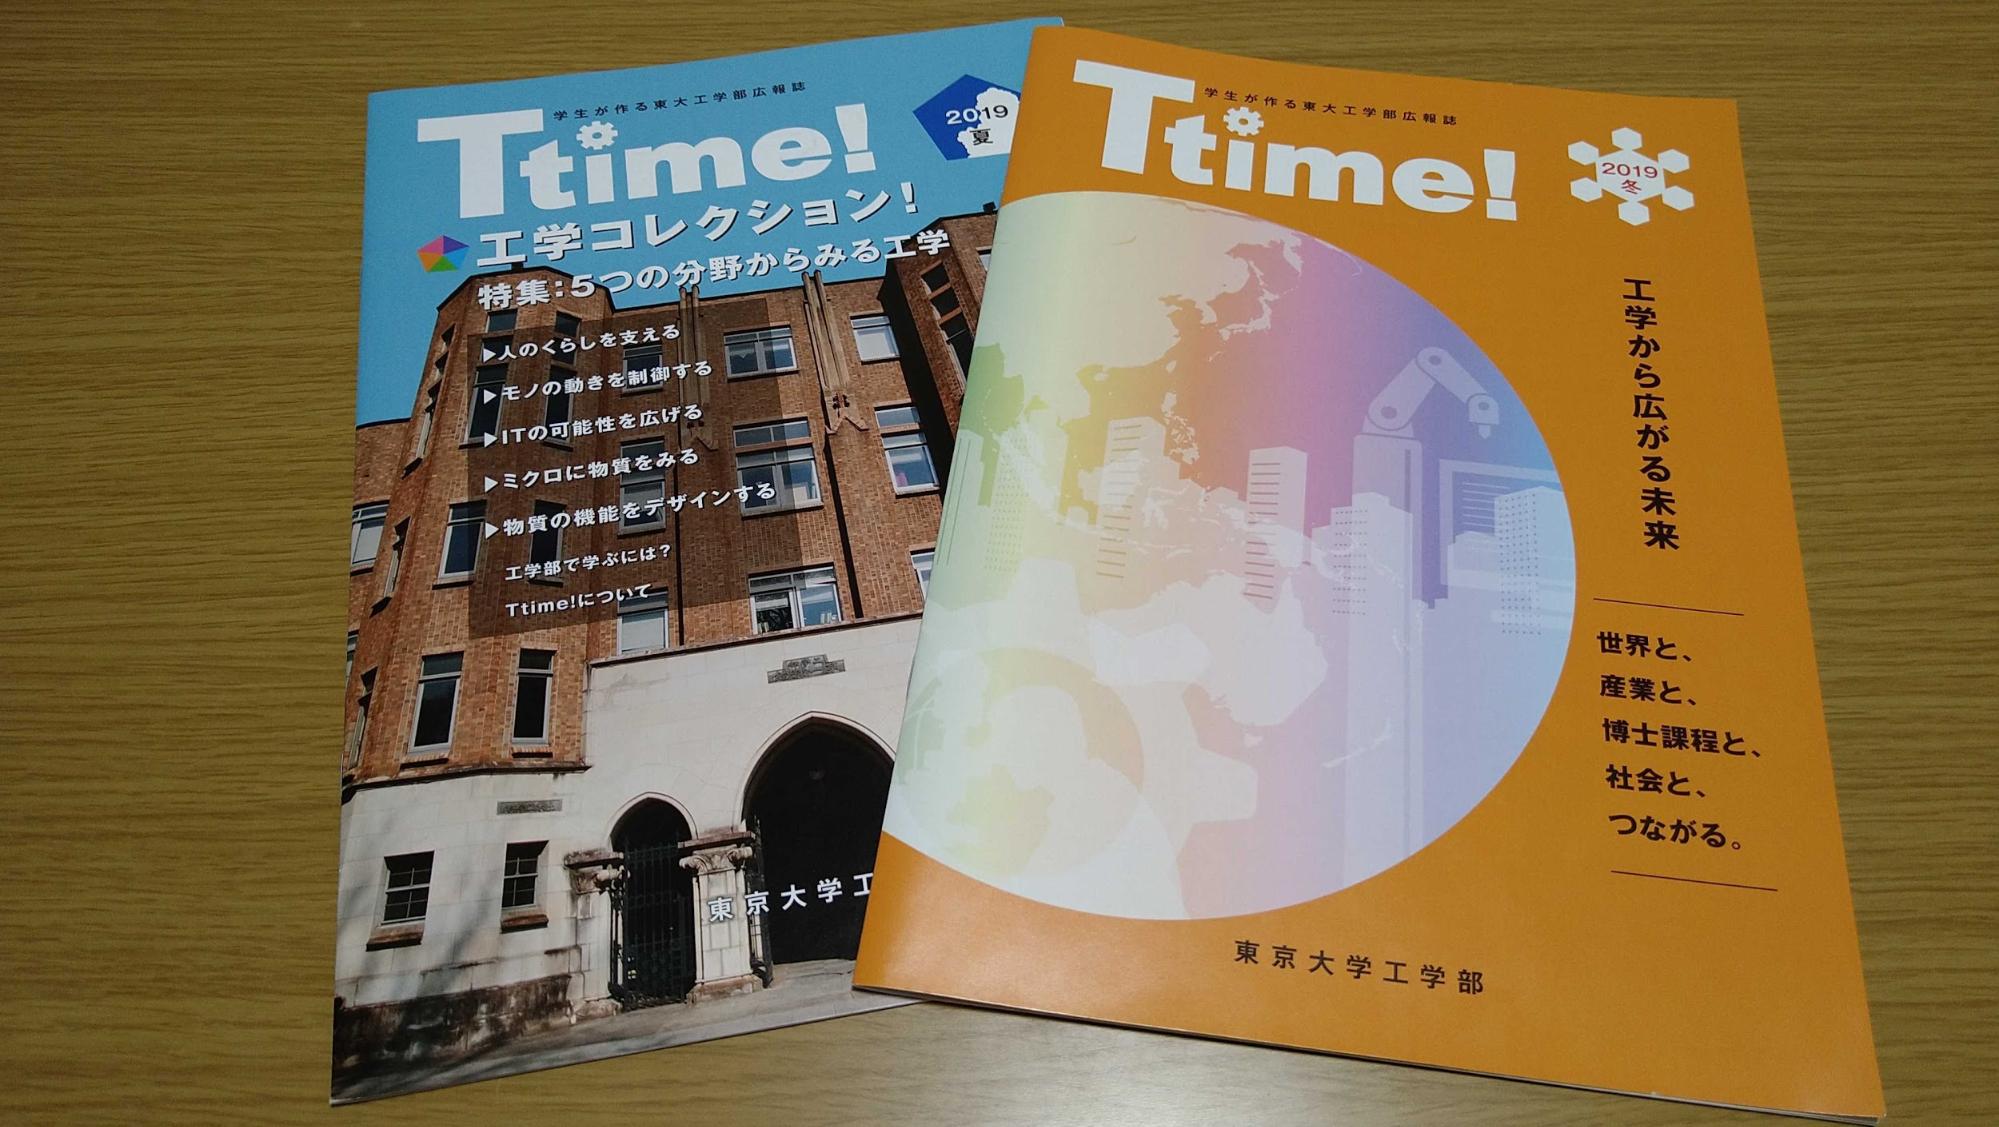 学生が作る東大工学部広報誌
Ttime!
2019
夏
工学コレクション!
特集:5つの分野からみる工学
▶人のくらしを支える
▶モノの動きを制御する
▶ITの可能性を広げる
▶ミクロに物質をみる
▶物質の機能をデザインする
工学部で学ぶには?
Ttime!について
東京大学工
学生が作る東大工学部広報誌
Ttime!
2019
冬
工学から広がる未来
世界と、
産業と、
博士課程と、
社会と、
つながる。
東京大学工学部